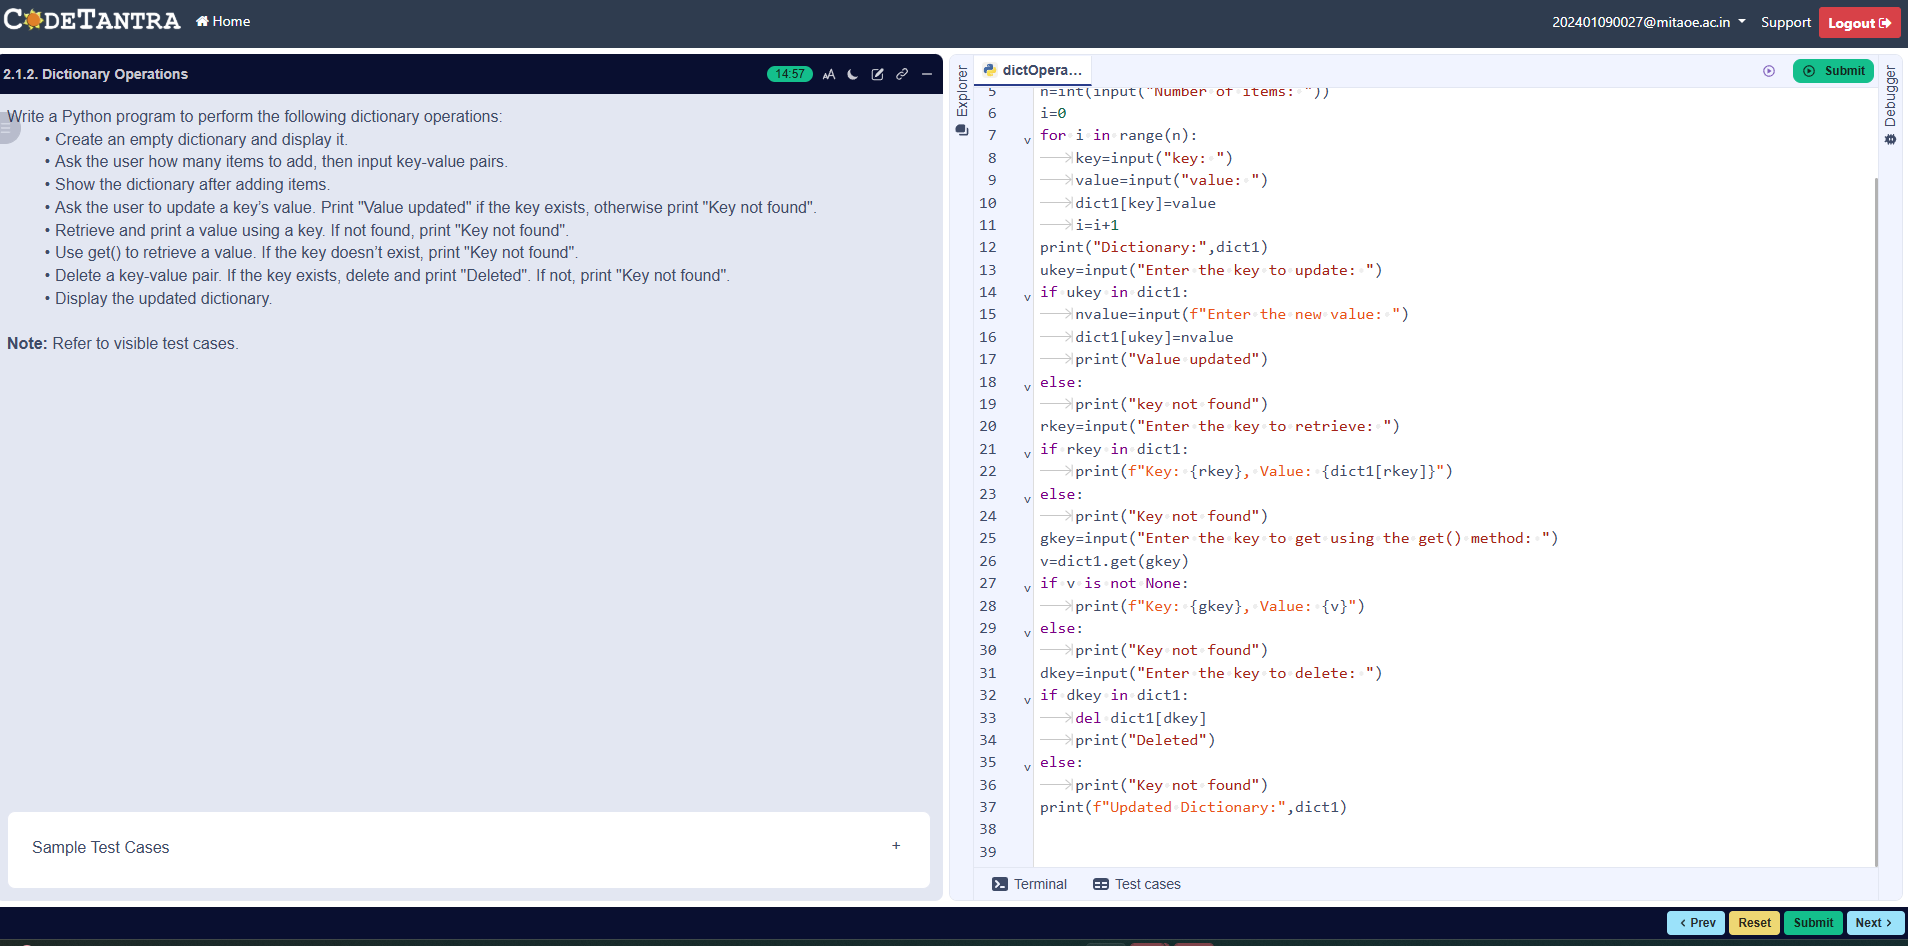 CODETANTRA Home 202401090027@mitaoe.ac.in Support Logout
2.1.2. Dictionary Operations 14:57 AA
Write a Python program to perform the following dictionary operations:
• Create an empty dictionary and display it.
• Ask the user how many items to add, then input key-value pairs.
• Show the dictionary after adding items.
• Ask the user to update a key’s value. Print "Value updated" if the key exists, otherwise print "Key not found".
• Retrieve and print a value using a key. If not found, print "Key not found".
• Use get() to retrieve a value. If the key doesn’t exist, print "Key not found".
• Delete a key-value pair. If the key exists, delete and print "Deleted". If not, print "Key not found".
• Display the updated dictionary.
Note: Refer to visible test cases.
Sample Test Cases +
Explorer
dictOpera... Submit
Debugger
5 n=int(input("Number of items: "))
6 i=0
7 for i in range(n):
8 key=input("key: ")
9 value=input("value: ")
10 dict1[key]=value
11 i=i+1
12 print("Dictionary:",dict1)
13 ukey=input("Enter the key to update: ")
14 if ukey in dict1:
15 nvalue=input(f"Enter the new value: ")
16 dict1[ukey]=nvalue
17 print("Value updated")
18 else:
19 print("key not found")
20 rkey=input("Enter the key to retrieve: ")
21 if rkey in dict1:
22 print(f"Key: {rkey}, Value: {dict1[rkey]}")
23 else:
24 print("Key not found")
25 gkey=input("Enter the key to get using the get() method: ")
26 v=dict1.get(gkey)
27 if v is not None:
28 print(f"Key: {gkey}, Value: {v}")
29 else:
30 print("Key not found")
31 dkey=input("Enter the key to delete: ")
32 if dkey in dict1:
33 del dict1[dkey]
34 print("Deleted")
35 else:
36 print("Key not found")
37 print(f"Updated Dictionary:",dict1)
38
39
Terminal Test cases
< Prev Reset Submit Next >